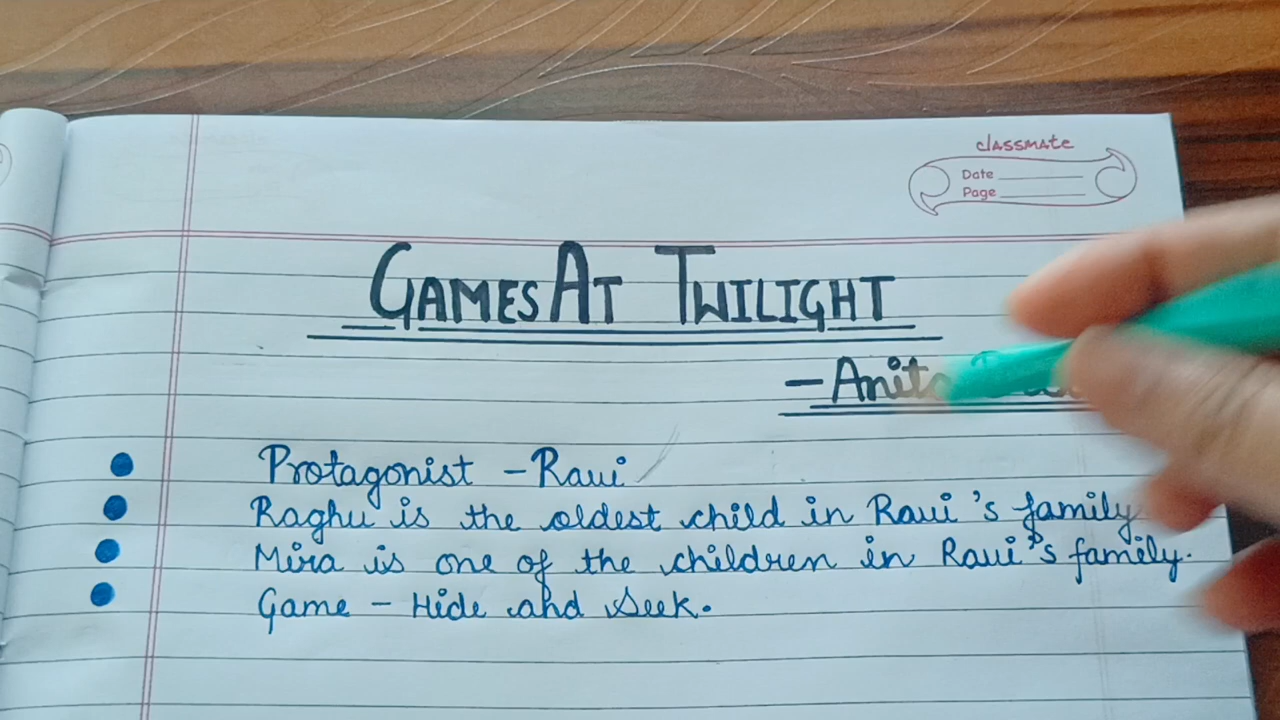 classmate
Date
Page
GAMES AT TWILIGHT
-
Protagonist - Ravi
Raghu is the oldest child in Ravi's family
Mira is one of the children in Ravi's family.
Game - Hide and Seek.